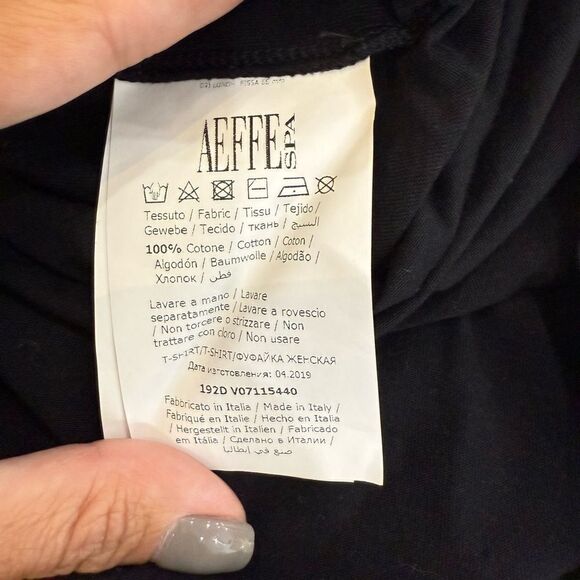 AEFFE SPA
Tessuto / Fabric / Tissu / Tejido/
Gewebe / Tecido / ткань / النسيج
100% Cotone / Cotton / Coton /
Algodón / Baumwolle / Algodão /
Хлопок / قطن
Lavare a mano / Lavare
separatamente / Lavare a rovescio
/ Non torcere o strizzare / Non
trattare con cloro / Non usare
T-SHIRT/T-SHIRT/ФУФАЙКА ЖЕНСКАЯ
Дата изготовления: 04.2019
192D V07115440
Fabbricato in Italia / Made in Italy /
Fabriqué en Italie / Hecho en Italia
/ Hergestellt in Italien / Fabricado
em Itália / Сделано в Италии /
صنع في إيطاليا